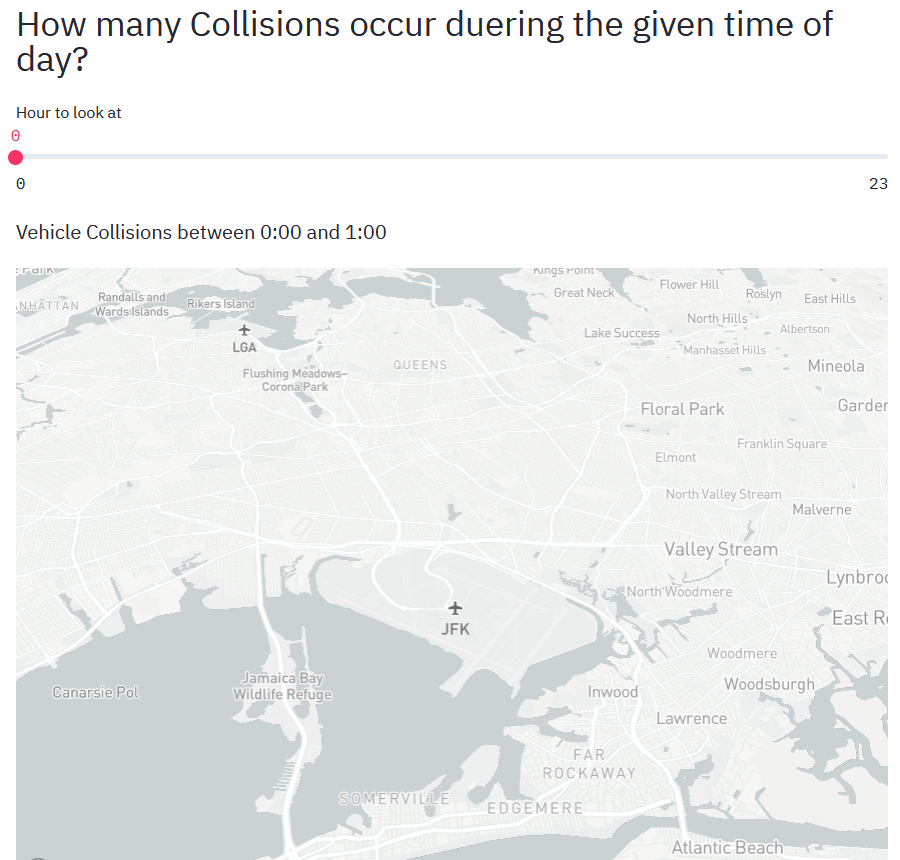 How many Collisions occur duering the given time of
day?
Hour to look at
0
0
23
Vehicle Collisions between 0:00 and 1:00
Kings Point
Great Neck
Flower Hill
Roslyn
East Hills
NHATTAN
Randalls and
Wards Islands
Rikers Island
North Hills
Lake Success
Albertson
LGA
Manhasset Hills
QUEENS
Mineola
Flushing Meadows–
Corona Park
Floral Park
Garden
Franklin Square
Elmont
North Valley Stream
Malverne
Valley Stream
Lynbroo
North Woodmere
East Ro
JFK
Woodmere
Jamaica Bay
Wildlife Refuge
Canarsie Pol
Woodsburgh
Inwood
Lawrence
FAR
ROCKAWAY
SOMERVILLE
EDGEMERE
Atlantic Beach